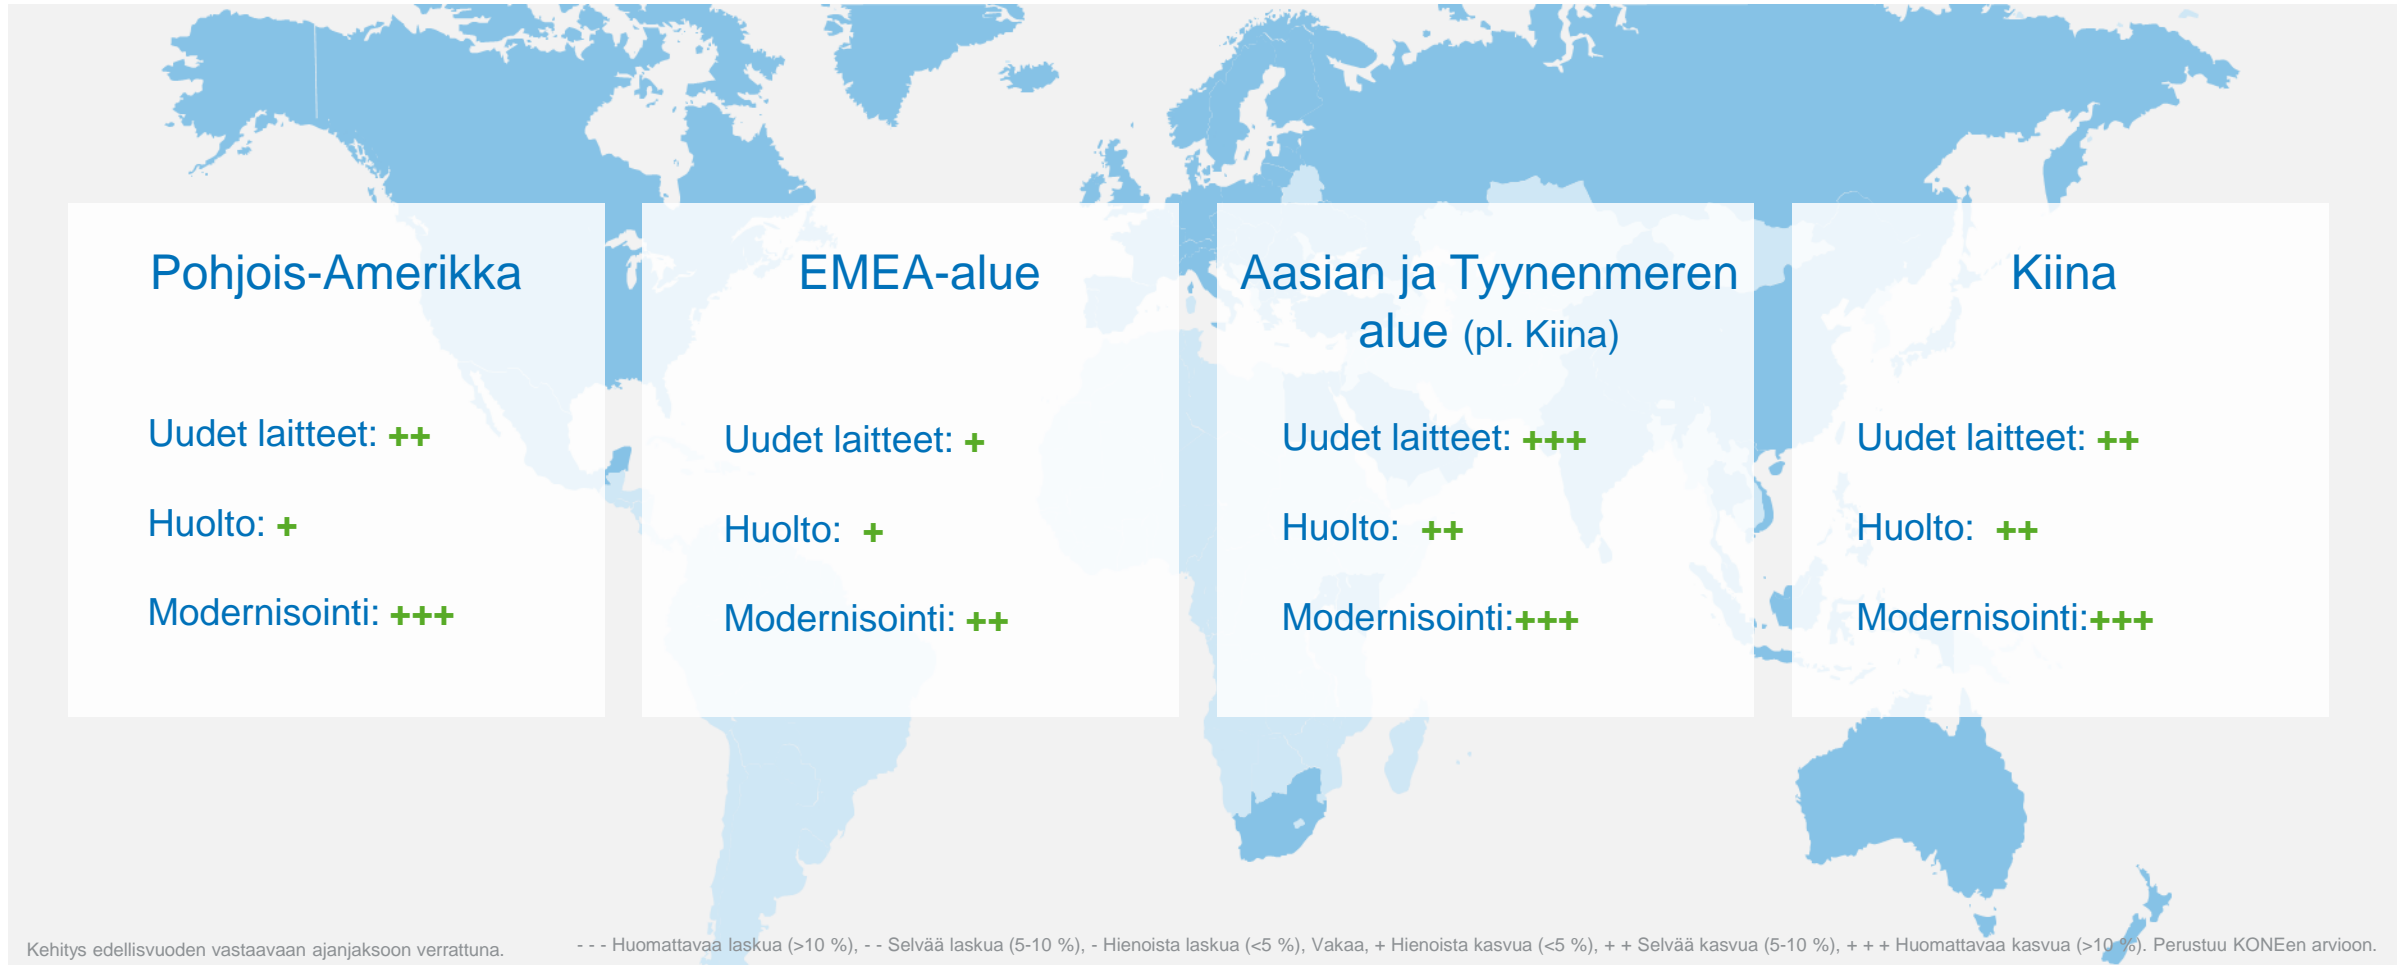 Pohjois-Amerikka
Uudet laitteet: ++
Huolto: +
Modernisointi: +++
EMEA-alue
Uudet laitteet: +
Huolto: +
Modernisointi: ++
Aasian ja Tyynenmeren
alue (pl. Kiina)
Uudet laitteet: +++
Huolto: ++
Modernisointi:+++
Kiina
Uudet laitteet: ++
Huolto: ++
Modernisointi:+++
Kehitys edellisvuoden vastaavaan ajanjaksoon verrattuna.
- - - Huomattavaa laskua (>10 %), - - Selvää laskua (5-10 %), - Hienoista laskua (<5 %), Vakaa, + Hienoista kasvua (<5 %), + + Selvää kasvua (5-10 %), + + + Huomattavaa kasvua (>10 %). Perustuu KONEen arvioon.